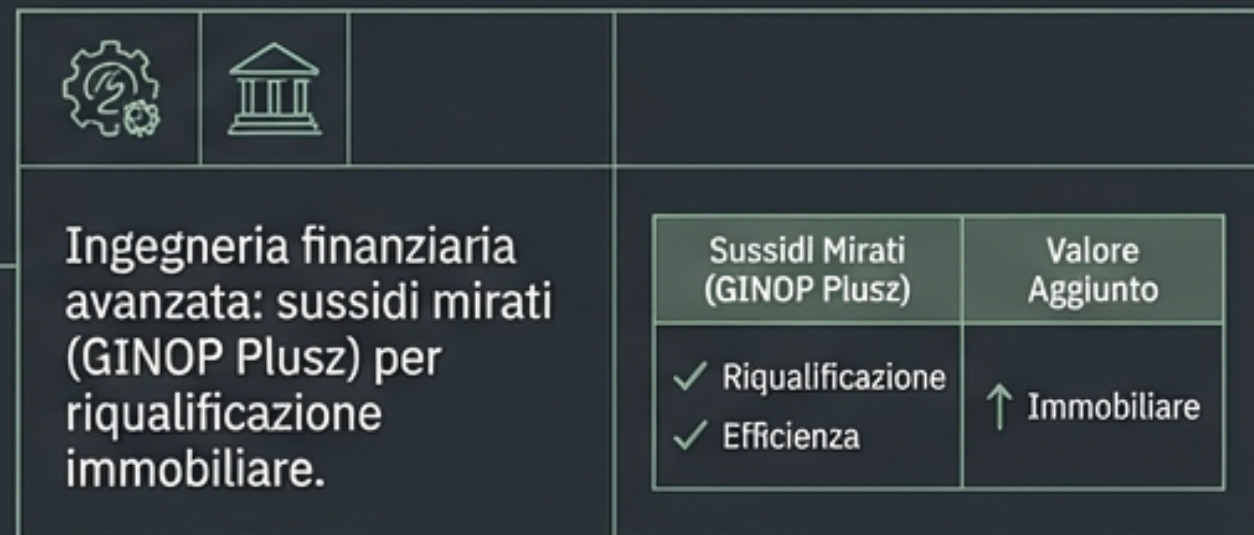 Ingegneria finanziaria
avanzata: sussidi mirati
(GINOP Plusz) per
riqualificazione
immobiliare.
Sussidl Mirati
(GINOP Plusz)
Valore
Aggiunto
✓ Riqualificazione
✓ Efficienza
↑ Immobiliare